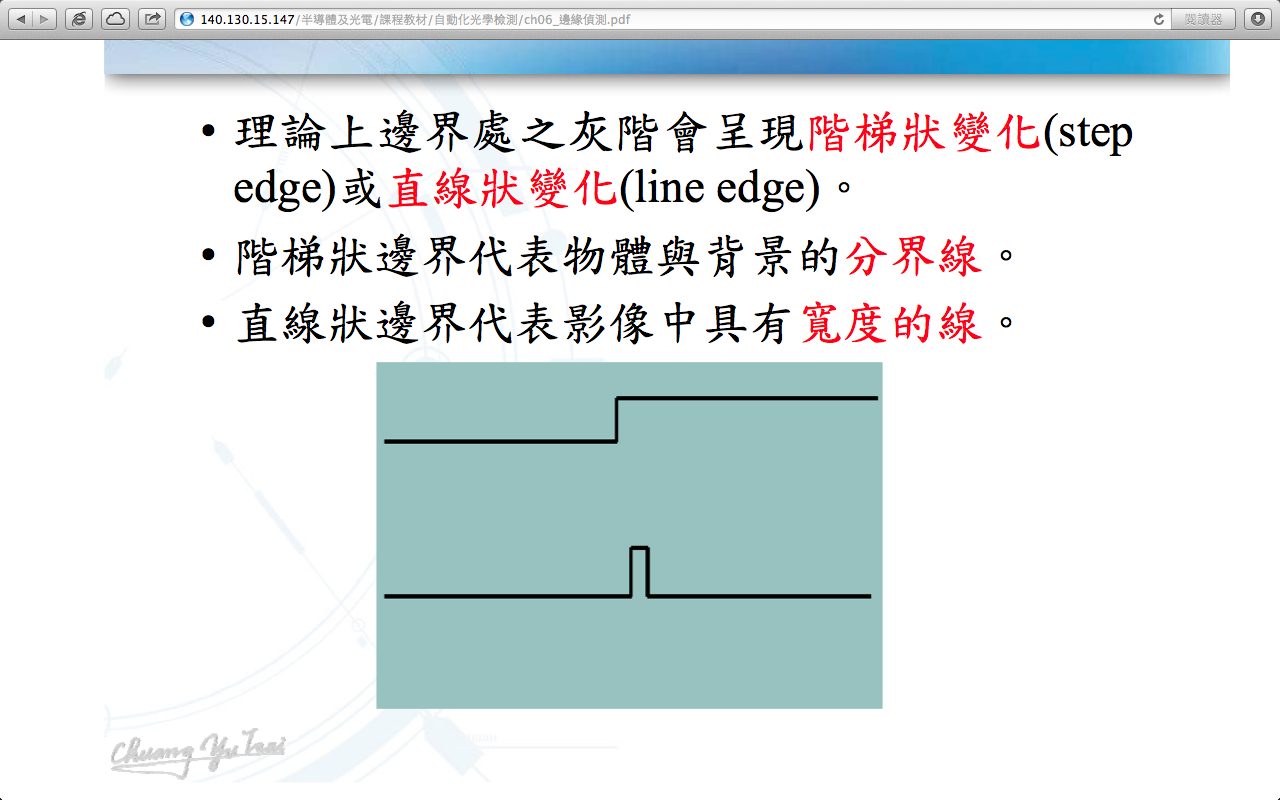 140.130.15.147/半導體及光電/課程教材/自動化光學檢測/ch06_邊緣偵測.pdf
閱讀器
• 理論上邊界處之灰階會呈現階梯狀變化(step
edge)或直線狀變化(line edge)。
• 階梯狀邊界代表物體與背景的分界線。
• 直線狀邊界代表影像中具有寬度的線。
Chuang Yu Tsai